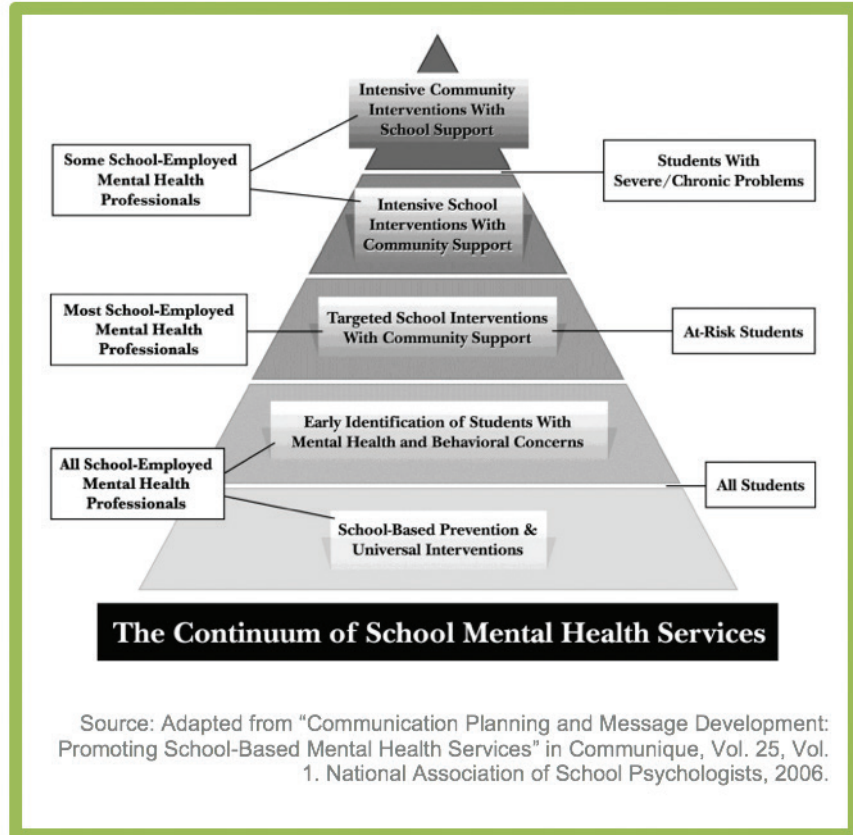 Intensive Community
Interventions With
School Support
Some School-Employed
Mental Health
Professionals
Students With
Severe/Chronic Problems
Intensive School
Interventions With
Community Support
Most School-Employed
Mental Health
Professionals
Targeted School Interventions
With Community Support
At-Risk Students
Early Identification of Students With
Mental Health and Behavioral Concerns
All School-Employed
Mental Health
Professionals
All Students
School-Based Prevention &
Universal Interventions
The Continuum of School Mental Health Services
Source: Adapted from “Communication Planning and Message Development:
Promoting School-Based Mental Health Services” in Communique, Vol. 25, Vol.
1. National Association of School Psychologists, 2006.